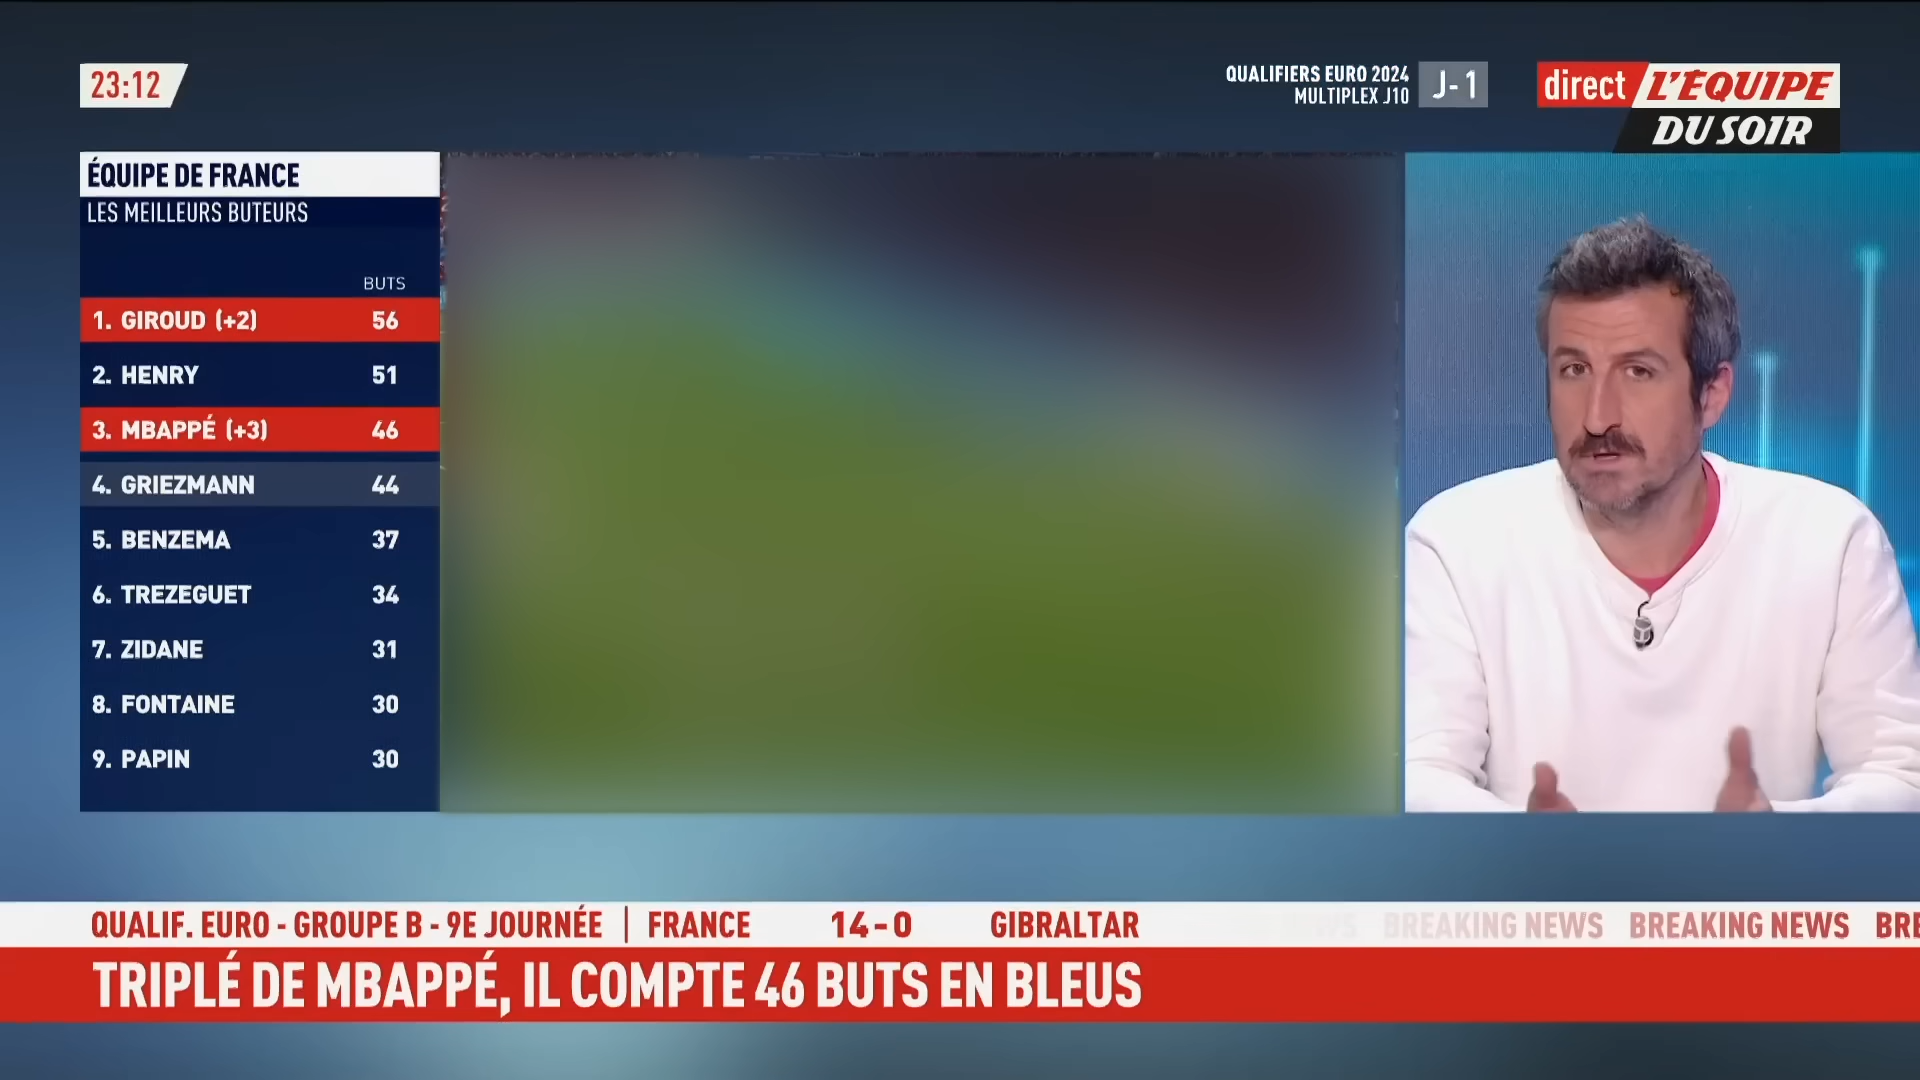 23:12
QUALIFIERS EURO 2024
MULTIPLEX J10
J-1
direct L'ÉQUIPE
DU SOIR
ÉQUIPE DE FRANCE
LES MEILLEURS BUTEURS
BUTS
1. GIROUD (+2) 56
2. HENRY 51
3. MBAPPÉ (+3) 46
4. GRIEZMANN 44
5. BENZEMA 37
6. TREZEGUET 34
7. ZIDANE 31
8. FONTAINE 30
9. PAPIN 30
QUALIF. EURO - GROUPE B - 9E JOURNÉE | FRANCE 14-0 GIBRALTAR NEWS BREAKING NEWS BREAKING NEWS BRE
TRIPLÉ DE MBAPPÉ, IL COMPTE 46 BUTS EN BLEUS